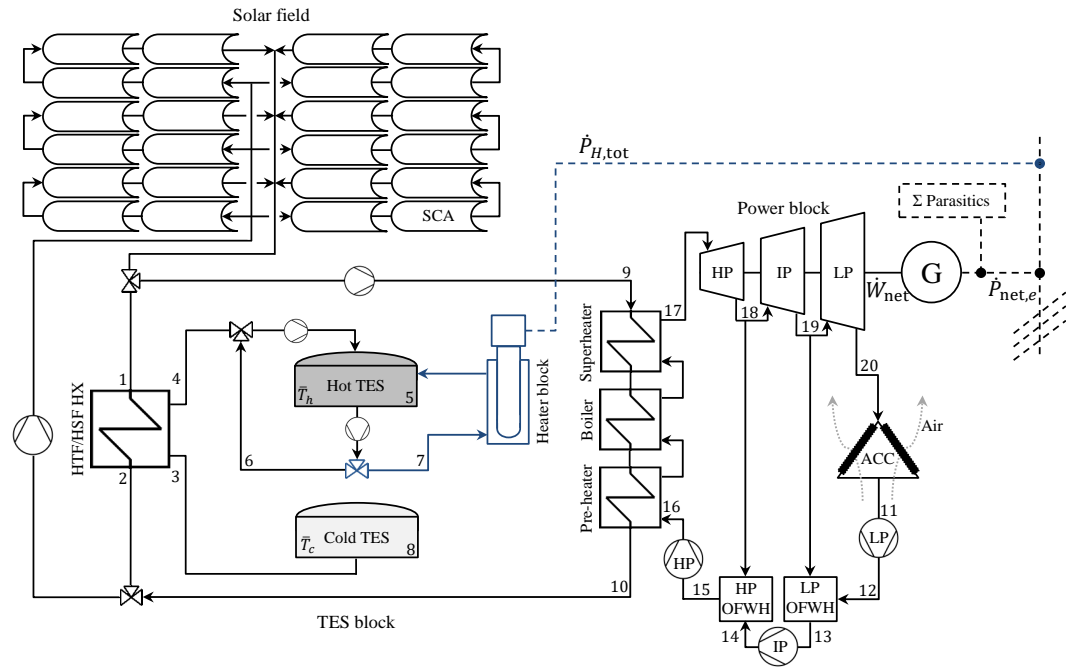 Solar field
SCA
Ṗ_H,tot
Σ Parasitics
Power block
HP
IP
LP
G
Ẇ_net
Ṗ_net,e
9
17
18
19
20
Superheater
Boiler
Pre-heater
16
10
15
HP
HP
OFWH
LP
OFWH
14
IP
13
12
LP
11
ACC
Air
1
2
3
4
HTF/HSF HX
T̄_h
Hot TES
5
6
7
Heater block
T̄_c
Cold TES
8
TES block